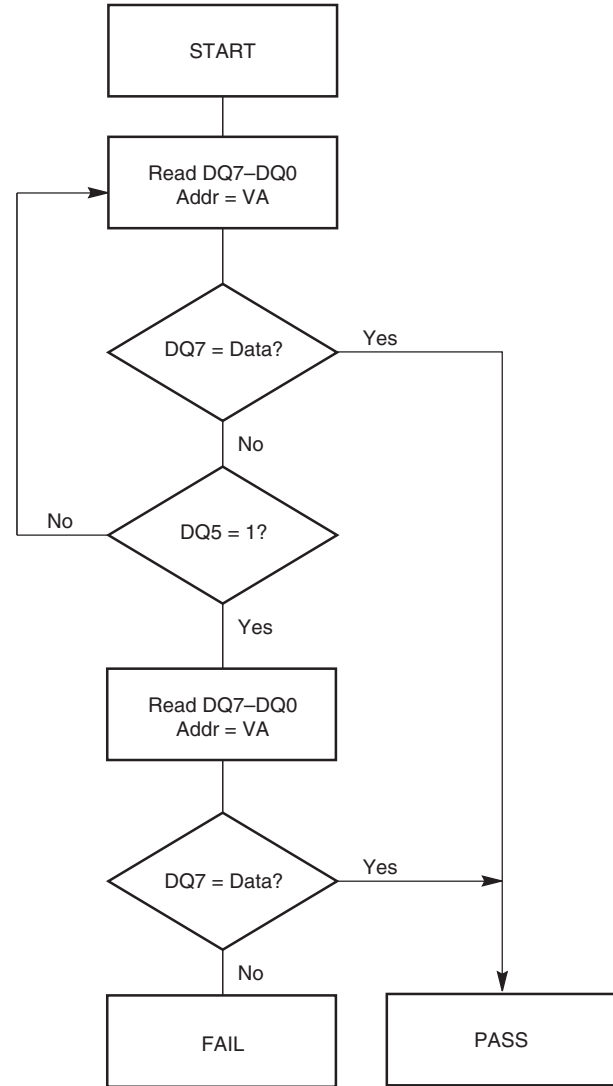 START
Read DQ7–DQ0
Addr = VA
DQ7 = Data?
Yes
No
No
DQ5 = 1?
Yes
Read DQ7–DQ0
Addr = VA
DQ7 = Data?
Yes
No
FAIL
PASS